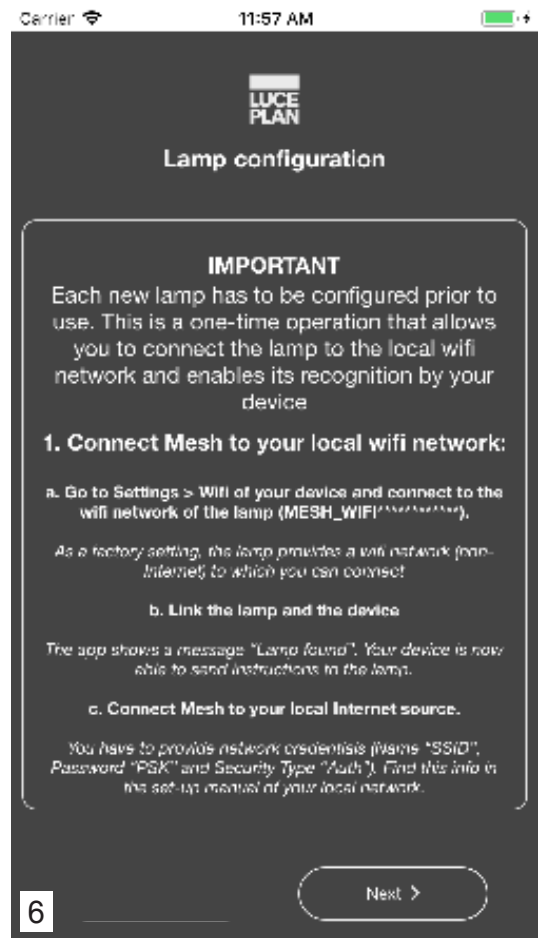 Carrier 11:57 AM
LUCE
PLAN
Lamp configuration
IMPORTANT
Each new lamp has to be configured prior to
use. This is a one-time operation that allows
you to connect the lamp to the local wifi
network and enables its recognition by your
device
1. Connect Mesh to your local wifi network:
a. Go to Settings > Wifi of your device and connect to the
wifi network of the lamp (MESH_WIFI************).
As a factory setting, the lamp provides a wifi network (non-
Internet) to which you can connect
b. Link the lamp and the device
The app shows a message "Lamp found". Your device is now
able to send instructions to the lamp.
c. Connect Mesh to your local Internet source.
You have to provide network credentials (Name "SSID",
Password "PSK" and Security Type "Auth"). Find this info in
the set-up manual of your local network.
Next >
6